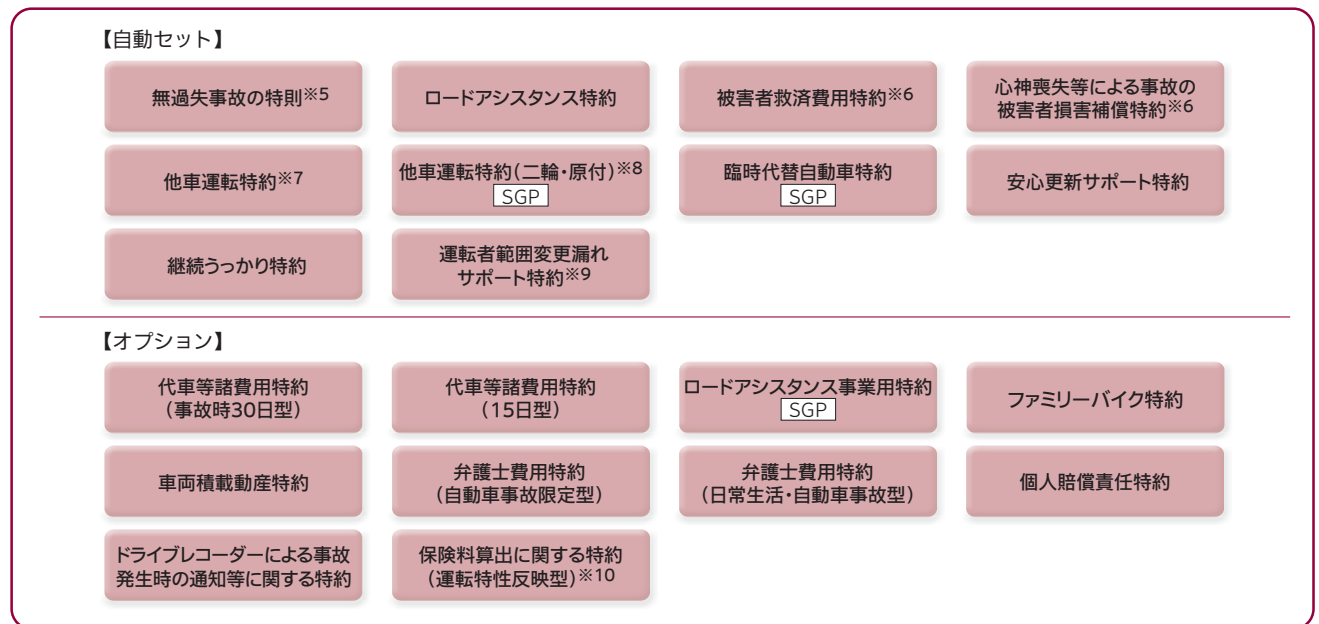 【自動セット】
無過失事故の特則※5
ロードアシスタンス特約
被害者救済費用特約※6
心神喪失等による事故の
被害者損害補償特約※6
他車運転特約※7
他車運転特約(二輪・原付)※8
SGP
臨時代替自動車特約
SGP
安心更新サポート特約
継続うっかり特約
運転者範囲変更漏れ
サポート特約※9
【オプション】
代車等諸費用特約
(事故時30日型)
代車等諸費用特約
(15日型)
ロードアシスタンス事業用特約
SGP
ファミリーバイク特約
車両積載動産特約
弁護士費用特約
(自動車事故限定型)
弁護士費用特約
(日常生活・自動車事故型)
個人賠償責任特約
ドライブレコーダーによる事故
発生時の通知等に関する特約
保険料算出に関する特約
(運転特性反映型)※10